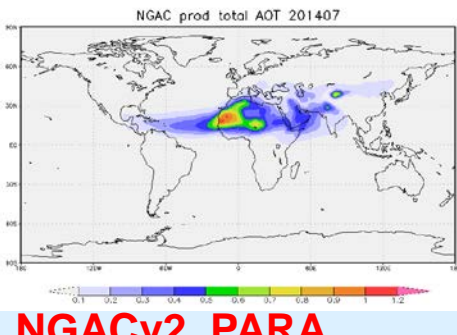 NGAC prod total AOT 201407
90N
60N
30N
EQ
30S
60S
90S
180 120W 60W 0 60E 120E 180
0.1 0.2 0.3 0.4 0.5 0.6 0.7 0.8 0.9 1 1.2
NGACv2 PARA